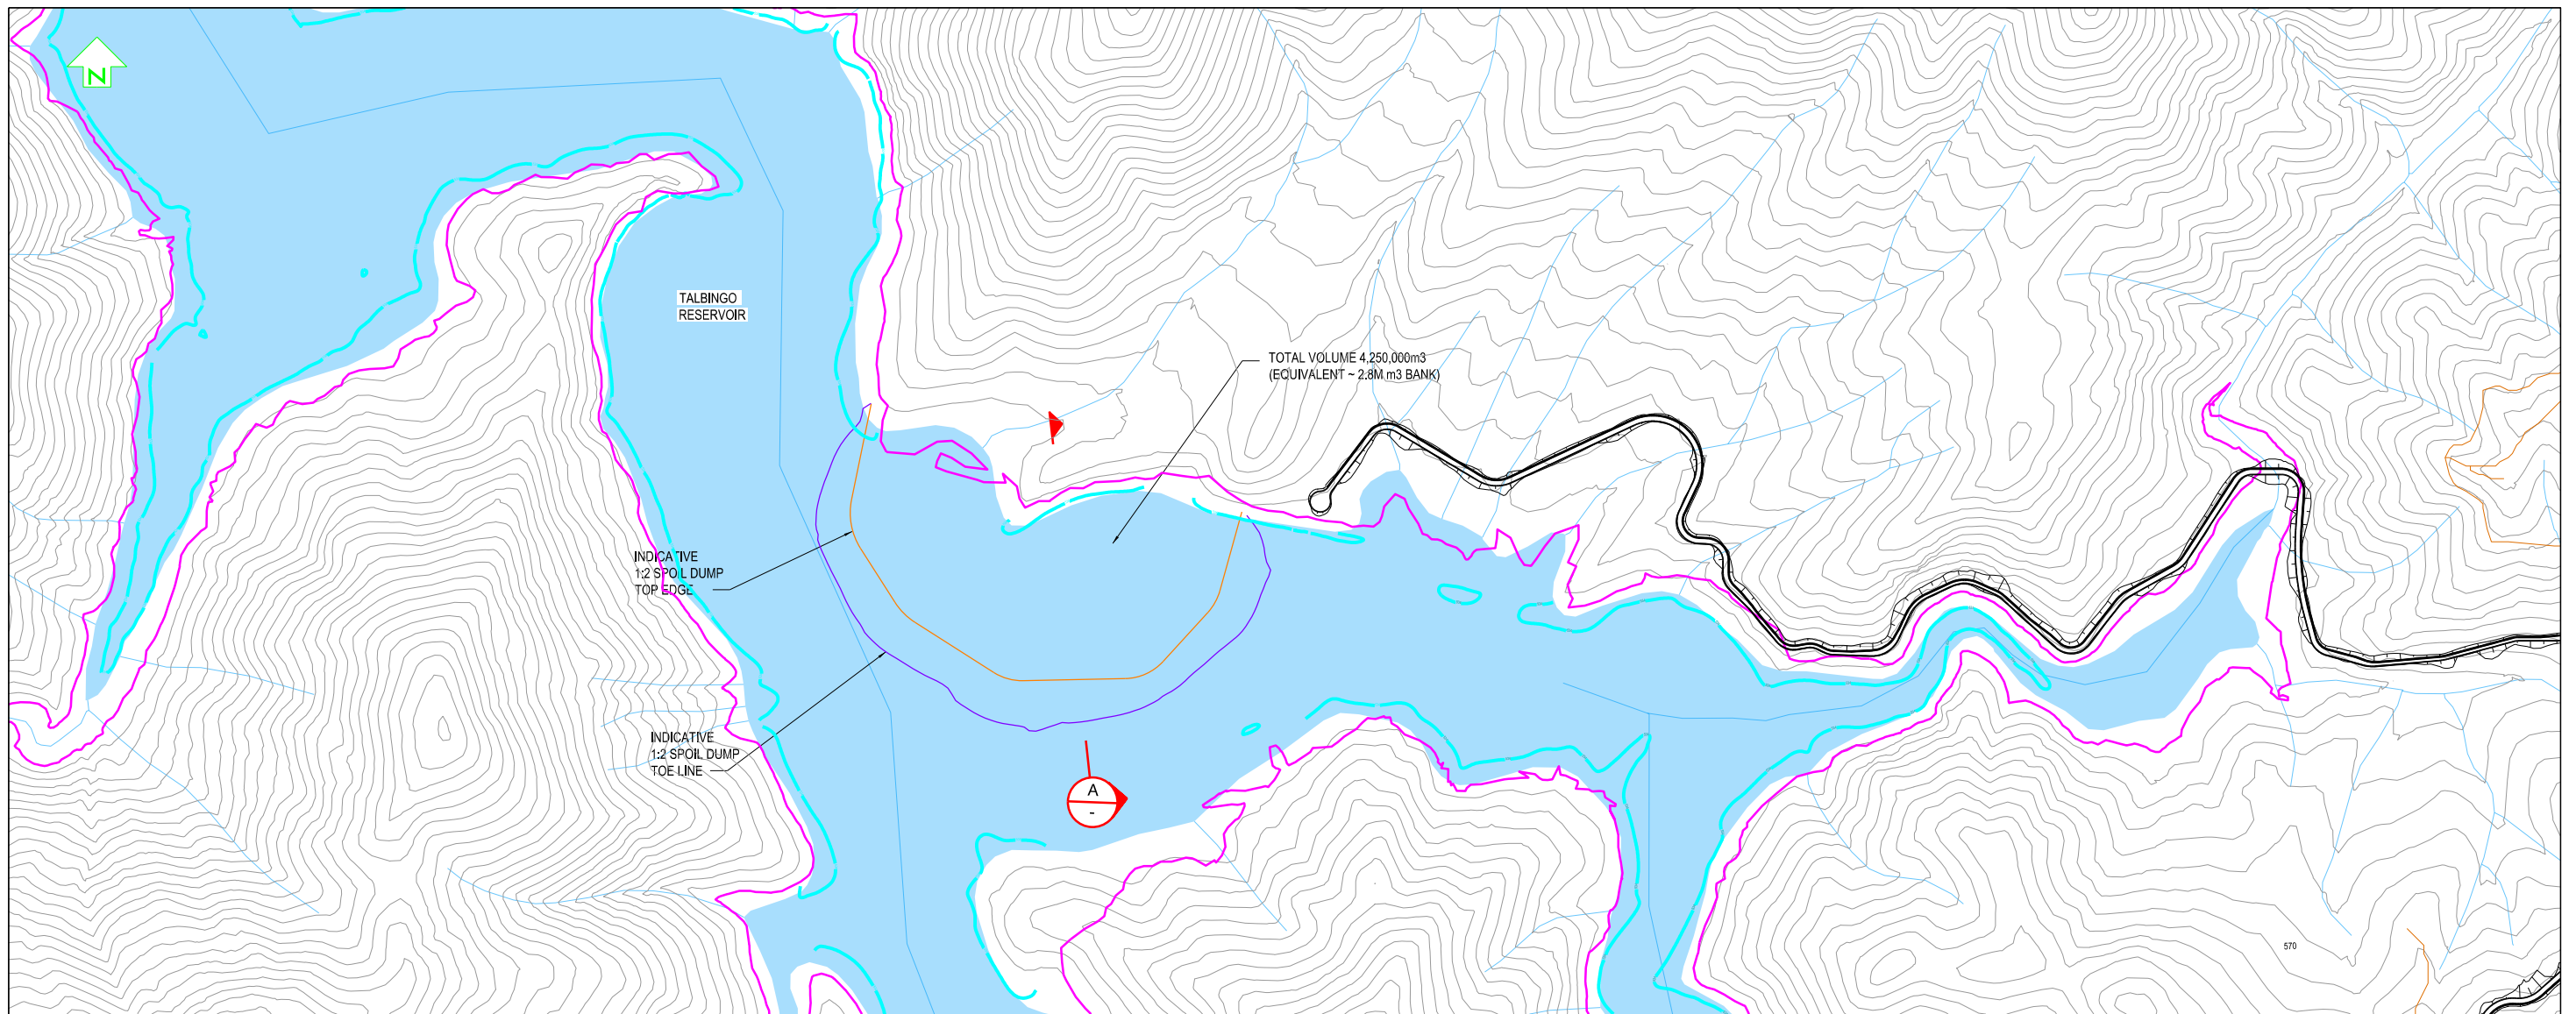 N
TALBINGO
RESERVOIR
TOTAL VOLUME 4,250,000m3
(EQUIVALENT ~ 2.8M m3 BANK)
INDICATIVE
1:2 SPOIL DUMP
TOP EDGE
INDICATIVE
1:2 SPOIL DUMP
TOE LINE
A
-
570